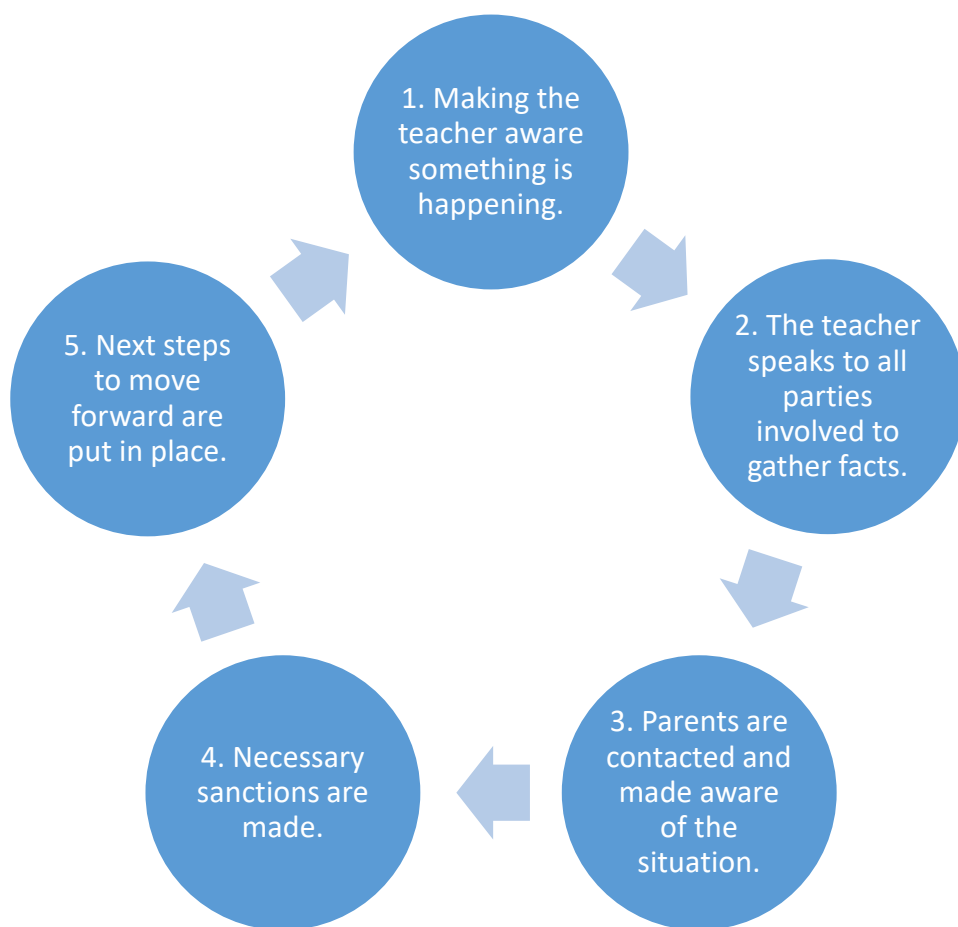 1. Making the
teacher aware
something is
happening.
2. The teacher
speaks to all
parties
involved to
gather facts.
3. Parents are
contacted and
made aware
of the
situation.
4. Necessary
sanctions are
made.
5. Next steps
to move
forward are
put in place.